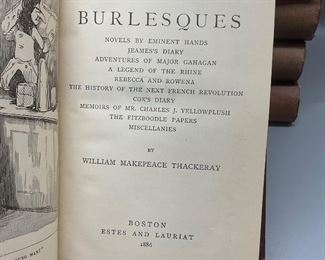 BURLESQUES
NOVELS BY EMINENT HANDS
JEAMES'S DIARY
ADVENTURES OF MAJOR GAHAGAN
A LEGEND OF THE RHINE
REBECCA AND ROWENA
THE HISTORY OF THE NEXT FRENCH REVOLUTION
COX'S DIARY
MEMOIRS OF MR. CHARLES J. YELLOWPLUSH
THE FITZBOODLE PAPERS
MISCELLANIES
BY
WILLIAM MAKEPEACE THACKERAY
BOSTON
ESTES AND LAURIAT
1886